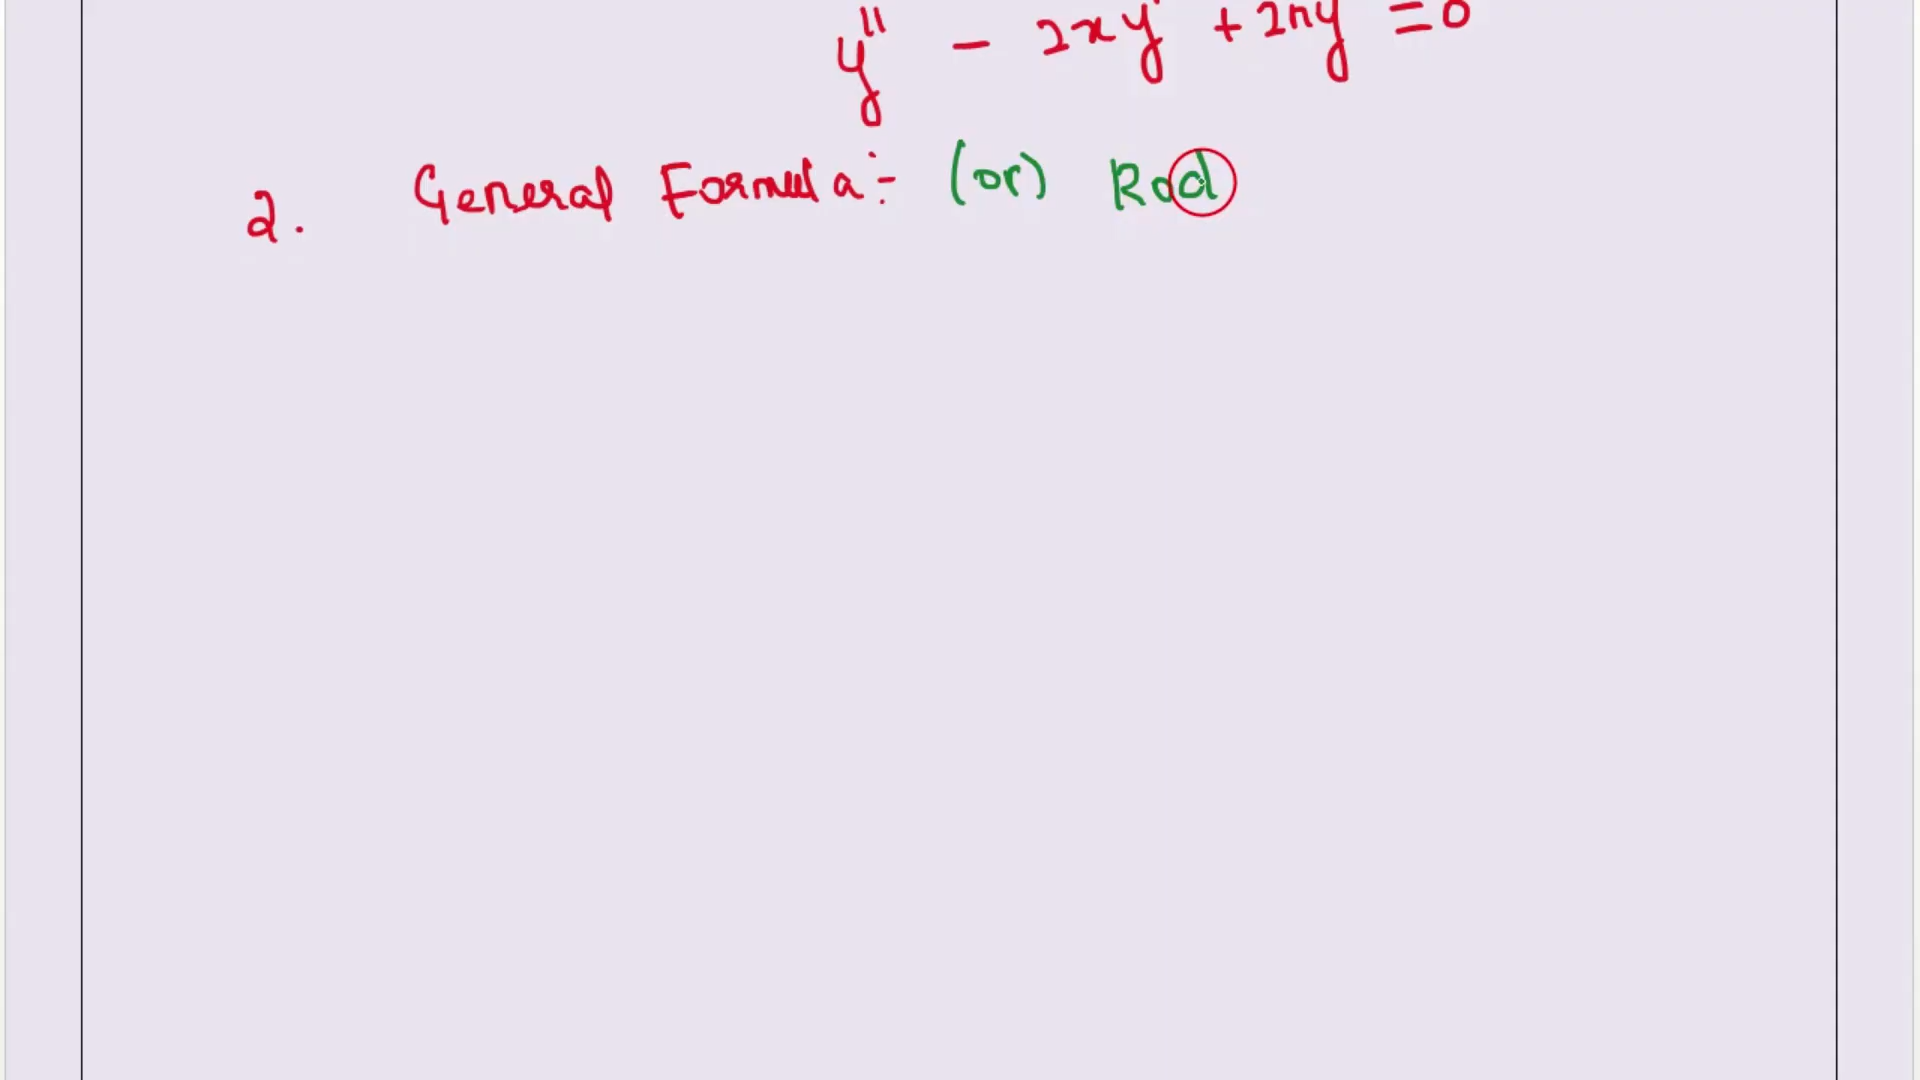 y'' - 2xy' + 2ny = 0
2. General Formula :- (or) Rod